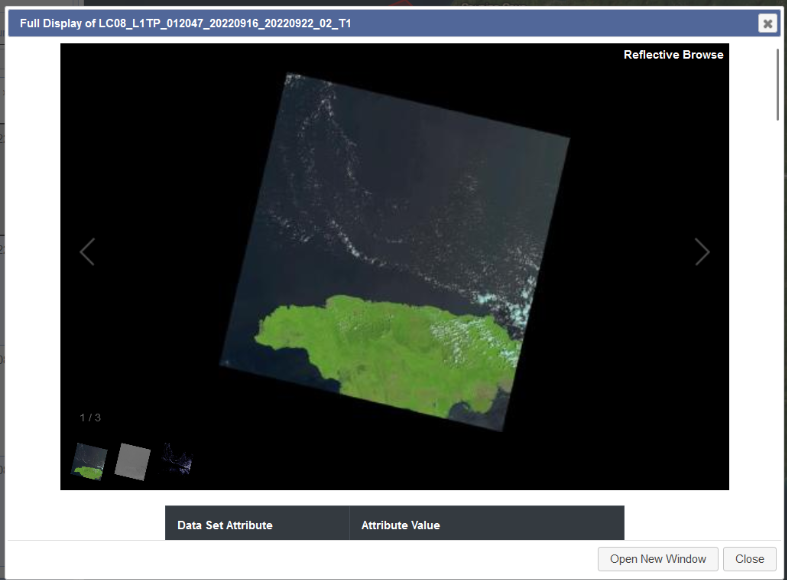 Full Display of LC08_L1TP_012047_20220916_20220922_02_T1
Reflective Browse
1 / 3
Data Set Attribute
Attribute Value
Open New Window
Close